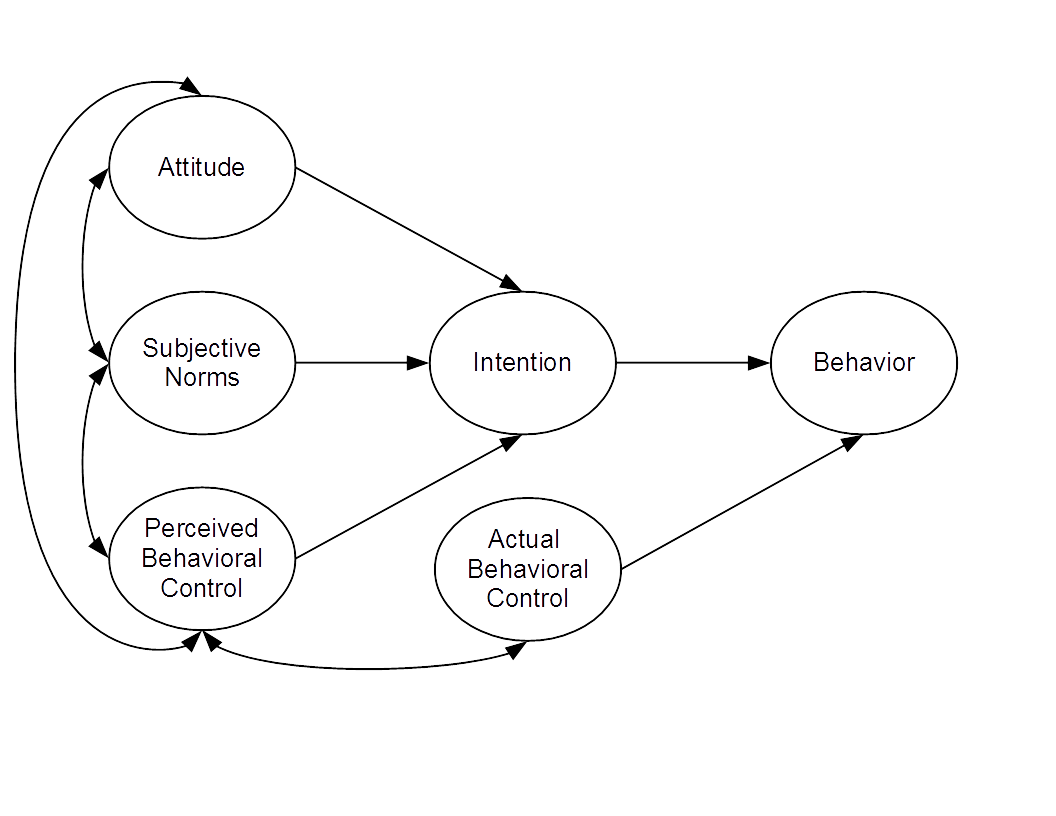 Attitude
Subjective
Norms
Intention
Behavior
Perceived
Behavioral
Control
Actual
Behavioral
Control